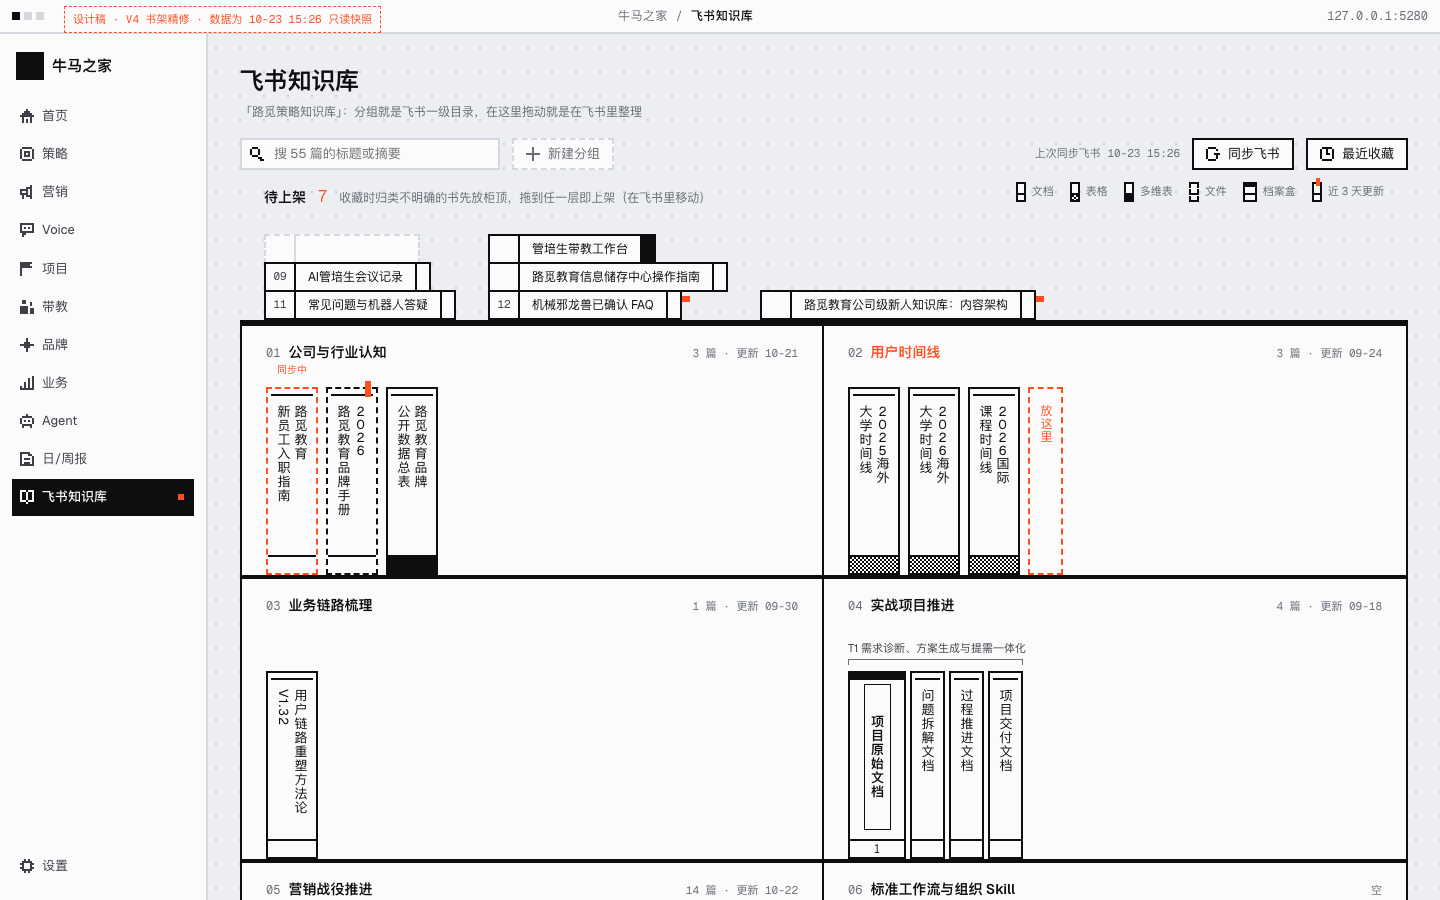 设计稿 · V4 书架精修 · 数据为 10-23 15:26 只读快照
牛马之家 / 飞书知识库
127.0.0.1:5280
牛马之家
首页
策略
营销
Voice
项目
带教
品牌
业务
Agent
日/周报
飞书知识库
设置
飞书知识库
「路觅策略知识库」：分组就是飞书一级目录，在这里拖动就是在飞书里整理
搜 55 篇的标题或摘要
新建分组
上次同步飞书 10-23 15:26
同步飞书
最近收藏
待上架 7 收藏时归类不明确的书先放柜顶，拖到任一层即上架（在飞书里移动）
文档
表格
多维表
文件
档案盒
近 3 天更新
09 AI管培生会议记录
11 常见问题与机器人答疑
管培生带教工作台
路觅教育信息储存中心操作指南
12 机械邪龙兽已确认 FAQ
路觅教育公司级新人知识库：内容架构
01 公司与行业认知
3 篇 · 更新 10-21
同步中
路觅教育
新员工入职指南
2026
路觅教育品牌手册
路觅教育品牌
公开数据总表
02 用户时间线
3 篇 · 更新 09-24
2025海外
大学时间线
2026海外
大学时间线
2026国际
课程时间线
放这里
03 业务链路梳理
1 篇 · 更新 09-30
用户链路重塑方法论
V1.32
04 实战项目推进
4 篇 · 更新 09-18
T1 需求诊断、方案生成与提需一体化
项目原始文档
1
问题拆解文档
过程推进文档
项目交付文档
05 营销战役推进
14 篇 · 更新 10-22
06 标准工作流与组织 Skill
空